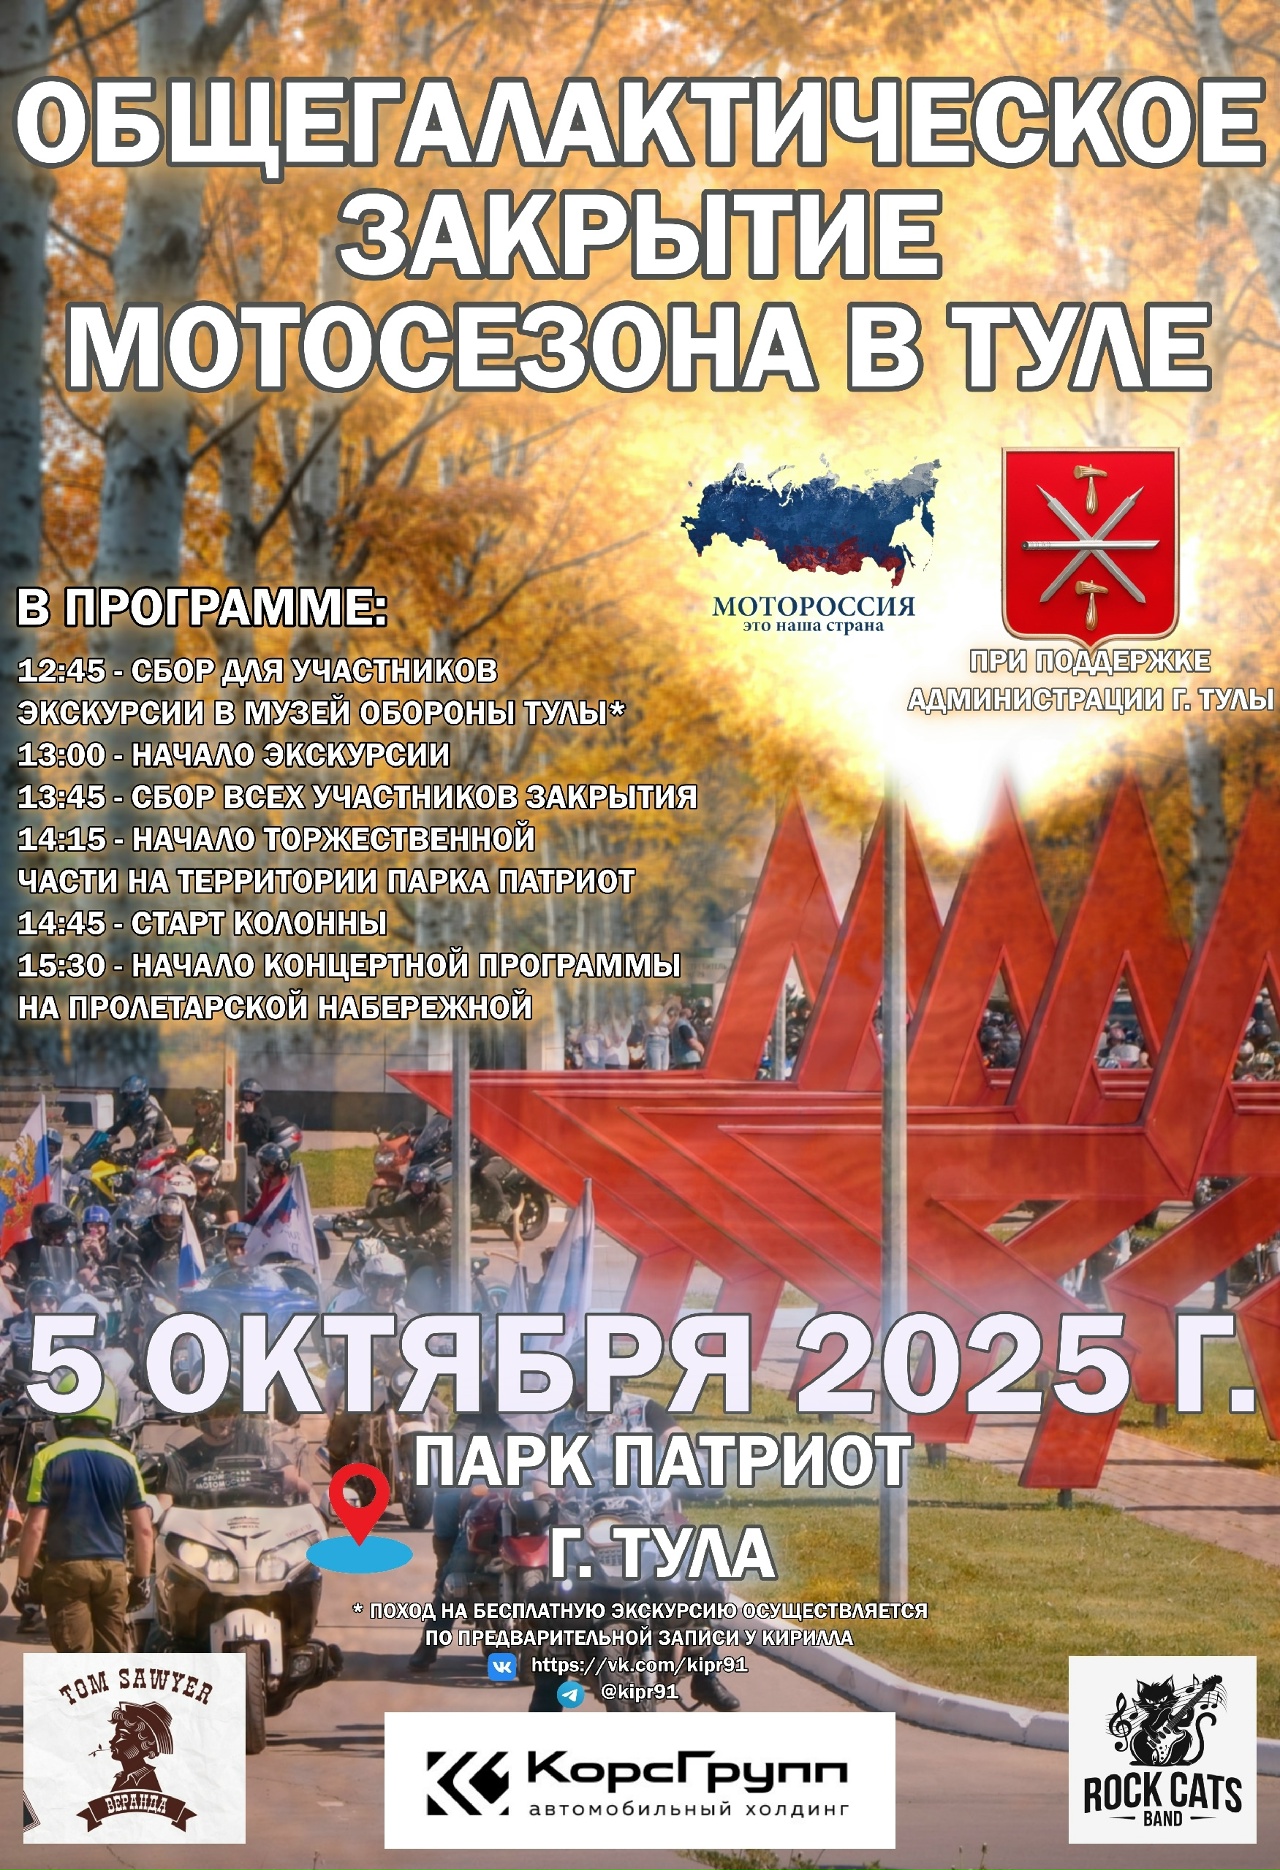 ОБЩЕГАЛАКТИЧЕСКОЕ
ЗАКРЫТИЕ
МОТОСЕЗОНА В ТУЛЕ
МОТОРОССИЯ
это наша страна
ПРИ ПОДДЕРЖКЕ
АДМИНИСТРАЦИИ Г. ТУЛЫ
В ПРОГРАММЕ:
12:45 - СБОР ДЛЯ УЧАСТНИКОВ
ЭКСКУРСИИ В МУЗЕЙ ОБОРОНЫ ТУЛЫ*
13:00 - НАЧАЛО ЭКСКУРСИИ
13:45 - СБОР ВСЕХ УЧАСТНИКОВ ЗАКРЫТИЯ
14:15 - НАЧАЛО ТОРЖЕСТВЕННОЙ
ЧАСТИ НА ТЕРРИТОРИИ ПАРКА ПАТРИОТ
14:45 - СТАРТ КОЛОННЫ
15:30 - НАЧАЛО КОНЦЕРТНОЙ ПРОГРАММЫ
НА ПРОЛЕТАРСКОЙ НАБЕРЕЖНОЙ
5 ОКТЯБРЯ 2025 Г.
ПАРК ПАТРИОТ
Г. ТУЛА
* ПОХОД НА БЕСПЛАТНУЮ ЭКСКУРСИЮ ОСУЩЕСТВЛЯЕТСЯ
ПО ПРЕДВАРИТЕЛЬНОЙ ЗАПИСИ У КИРИЛЛА
https://vk.com/kipr91
@kipr91
TOM SAWYER
ВЕРАНДА
КорсГрупп
автомобильный холдинг
ROCK CATS
BAND